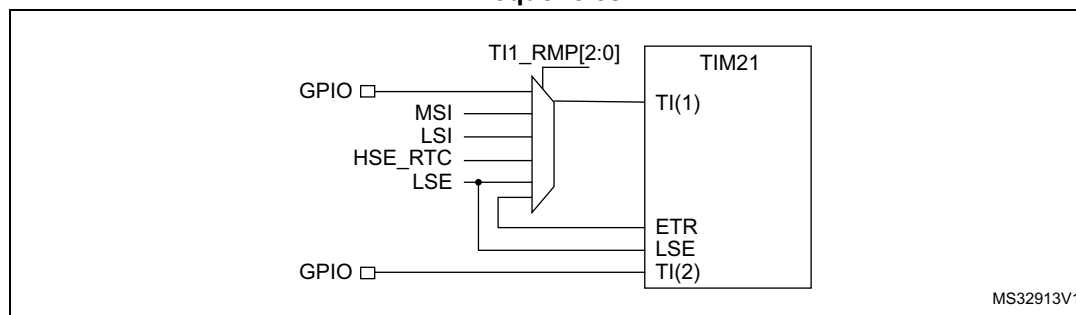 TI1_RMP[2:0]
TIM21
GPIO
TI(1)
MSI
LSI
HSE_RTC
LSE
ETR
LSE
GPIO
TI(2)
MS32913V1